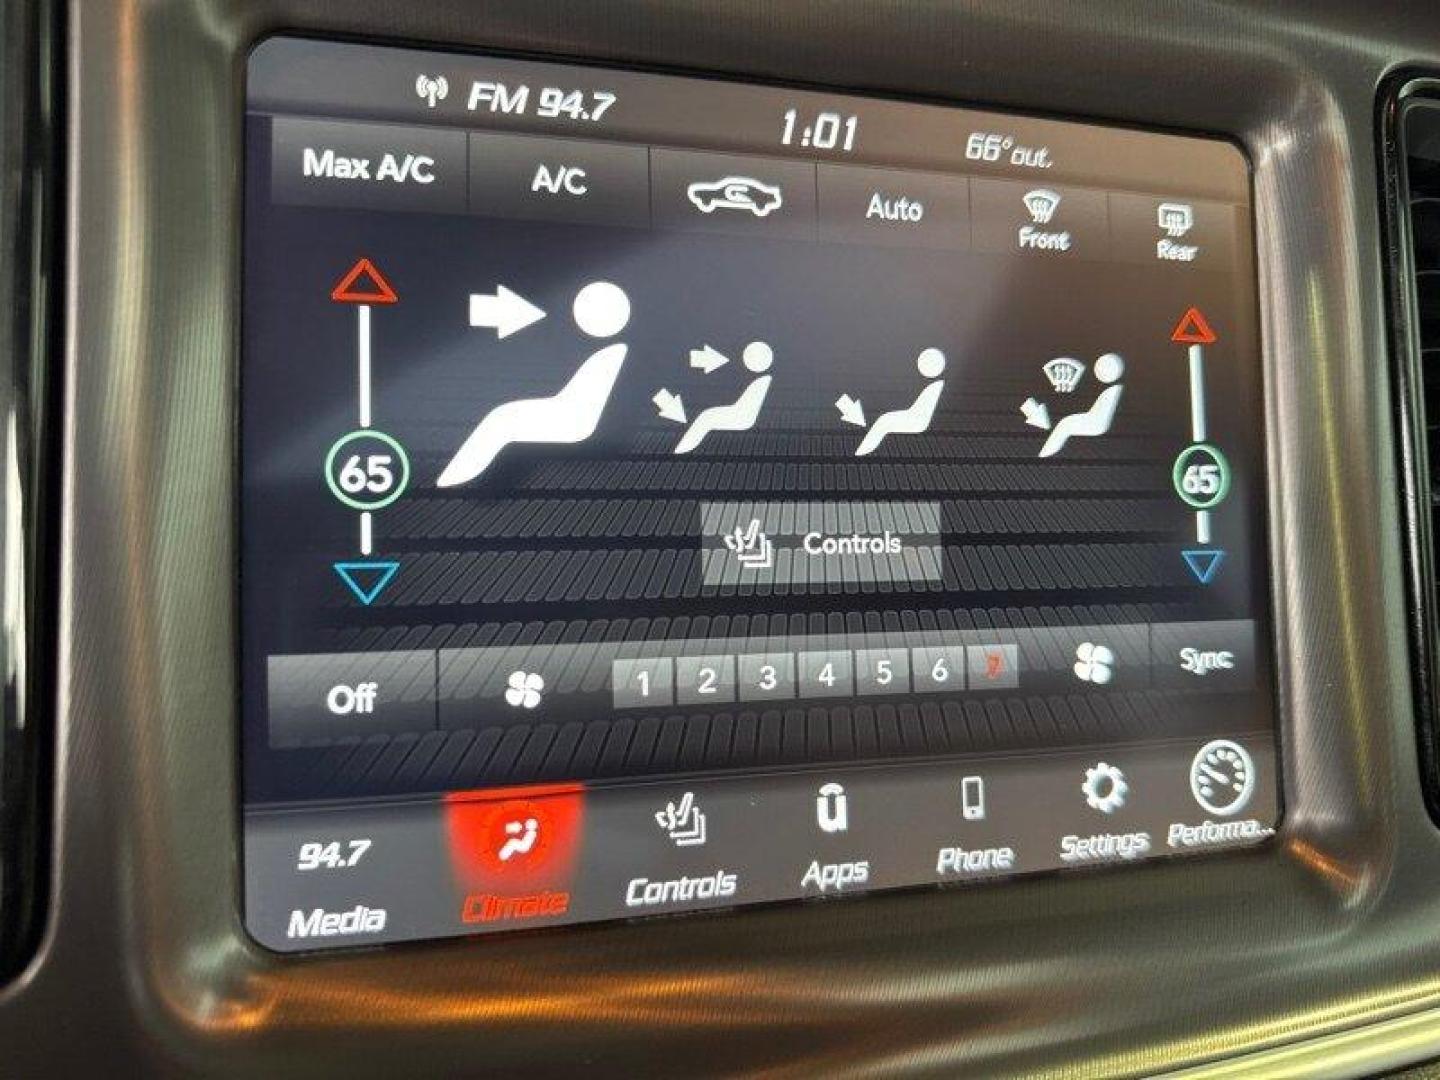 FM 94.7 1:01 66° out.
Max A/C A/C Auto Front Rear
65 65
Controls
Off 1 2 3 4 5 6 7 Sync
94.7
Media Climate Controls Apps Phone Settings Performa...